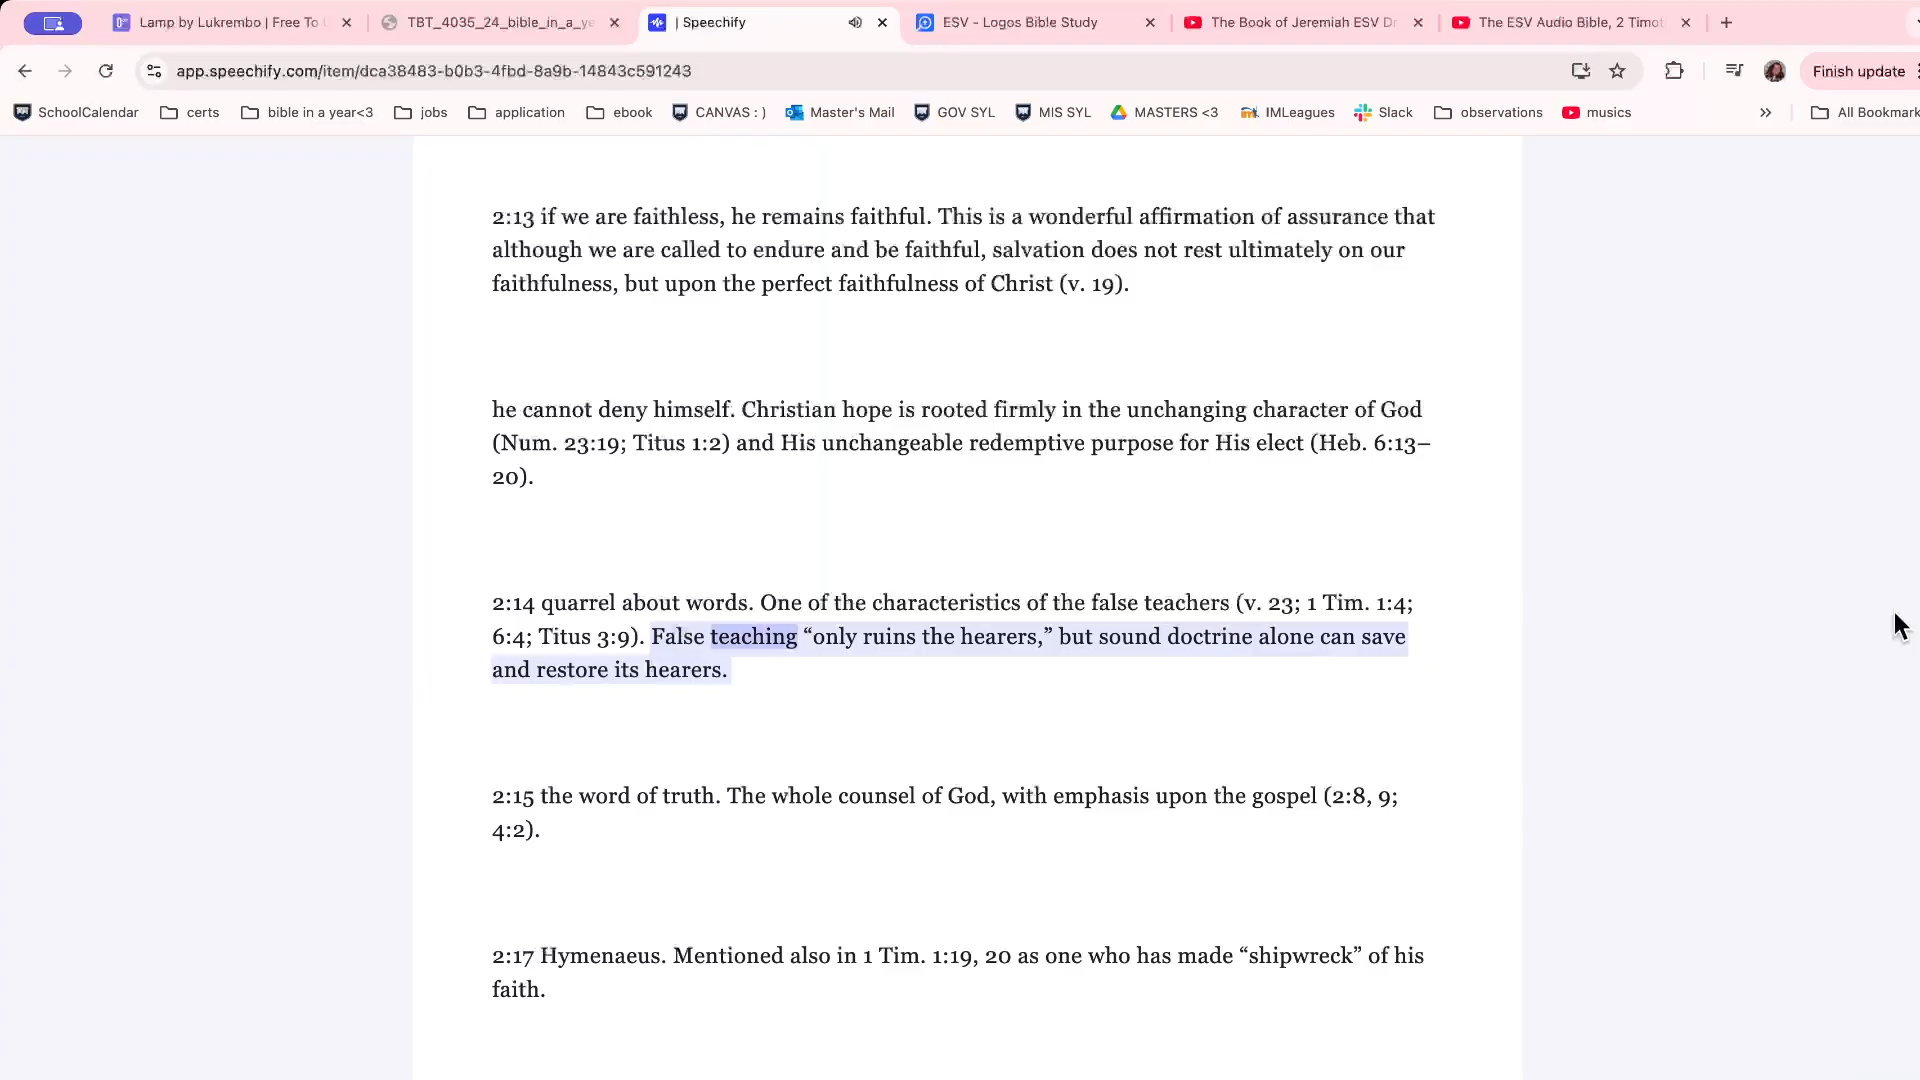 Lamp by Lukrembo | Free To
TBT_4035_24_bible_in_a_ye
| Speechify
ESV - Logos Bible Study
The Book of Jeremiah ESV Dr
The ESV Audio Bible, 2 Timot
app.speechify.com/item/dca38483-b0b3-4fbd-8a9b-14843c591243
Finish update
SchoolCalendar
certs
bible in a year<3
jobs
application
ebook
CANVAS : )
Master's Mail
GOV SYL
MIS SYL
MASTERS <3
IMLeagues
Slack
observations
musics
All Bookmark
2:13 if we are faithless, he remains faithful. This is a wonderful affirmation of assurance that
although we are called to endure and be faithful, salvation does not rest ultimately on our
faithfulness, but upon the perfect faithfulness of Christ (v. 19).
he cannot deny himself. Christian hope is rooted firmly in the unchanging character of God
(Num. 23:19; Titus 1:2) and His unchangeable redemptive purpose for His elect (Heb. 6:13–
20).
2:14 quarrel about words. One of the characteristics of the false teachers (v. 23; 1 Tim. 1:4;
6:4; Titus 3:9). False teaching “only ruins the hearers,” but sound doctrine alone can save
and restore its hearers.
2:15 the word of truth. The whole counsel of God, with emphasis upon the gospel (2:8, 9;
4:2).
2:17 Hymenaeus. Mentioned also in 1 Tim. 1:19, 20 as one who has made “shipwreck” of his
faith.